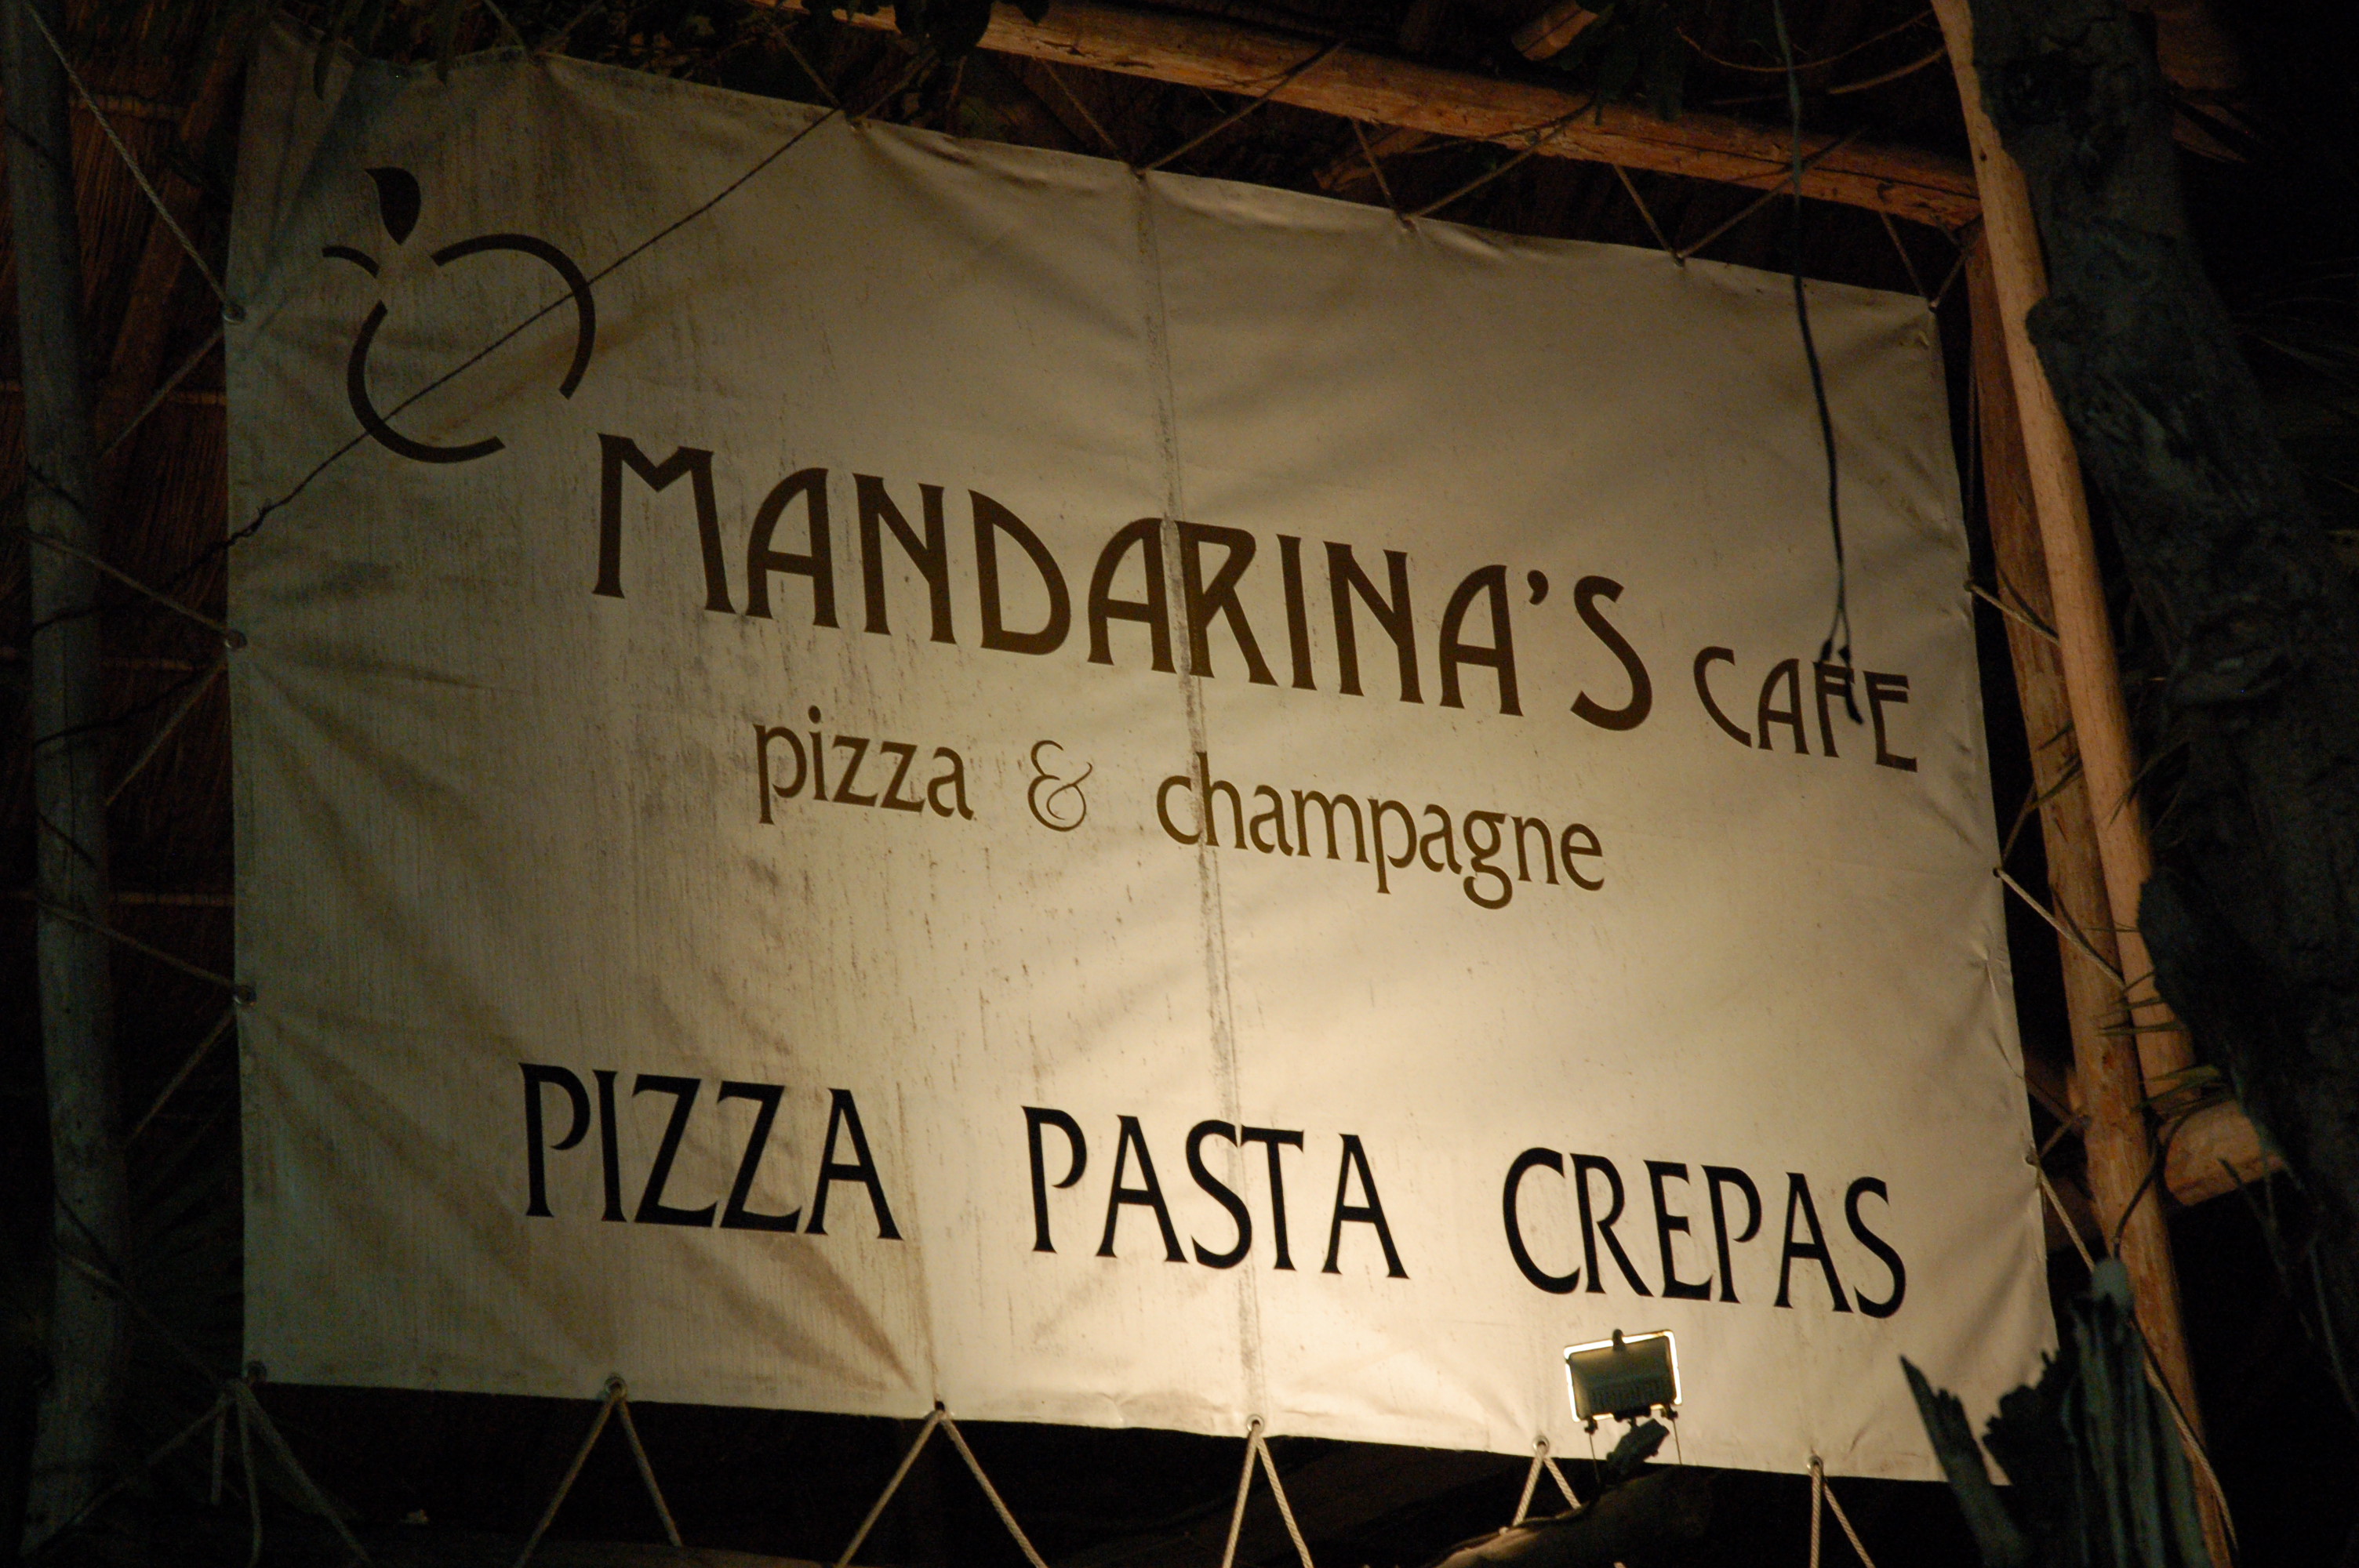 MANDARINA'S CAFE
pizza & champagne
PIZZA PASTA CREPAS